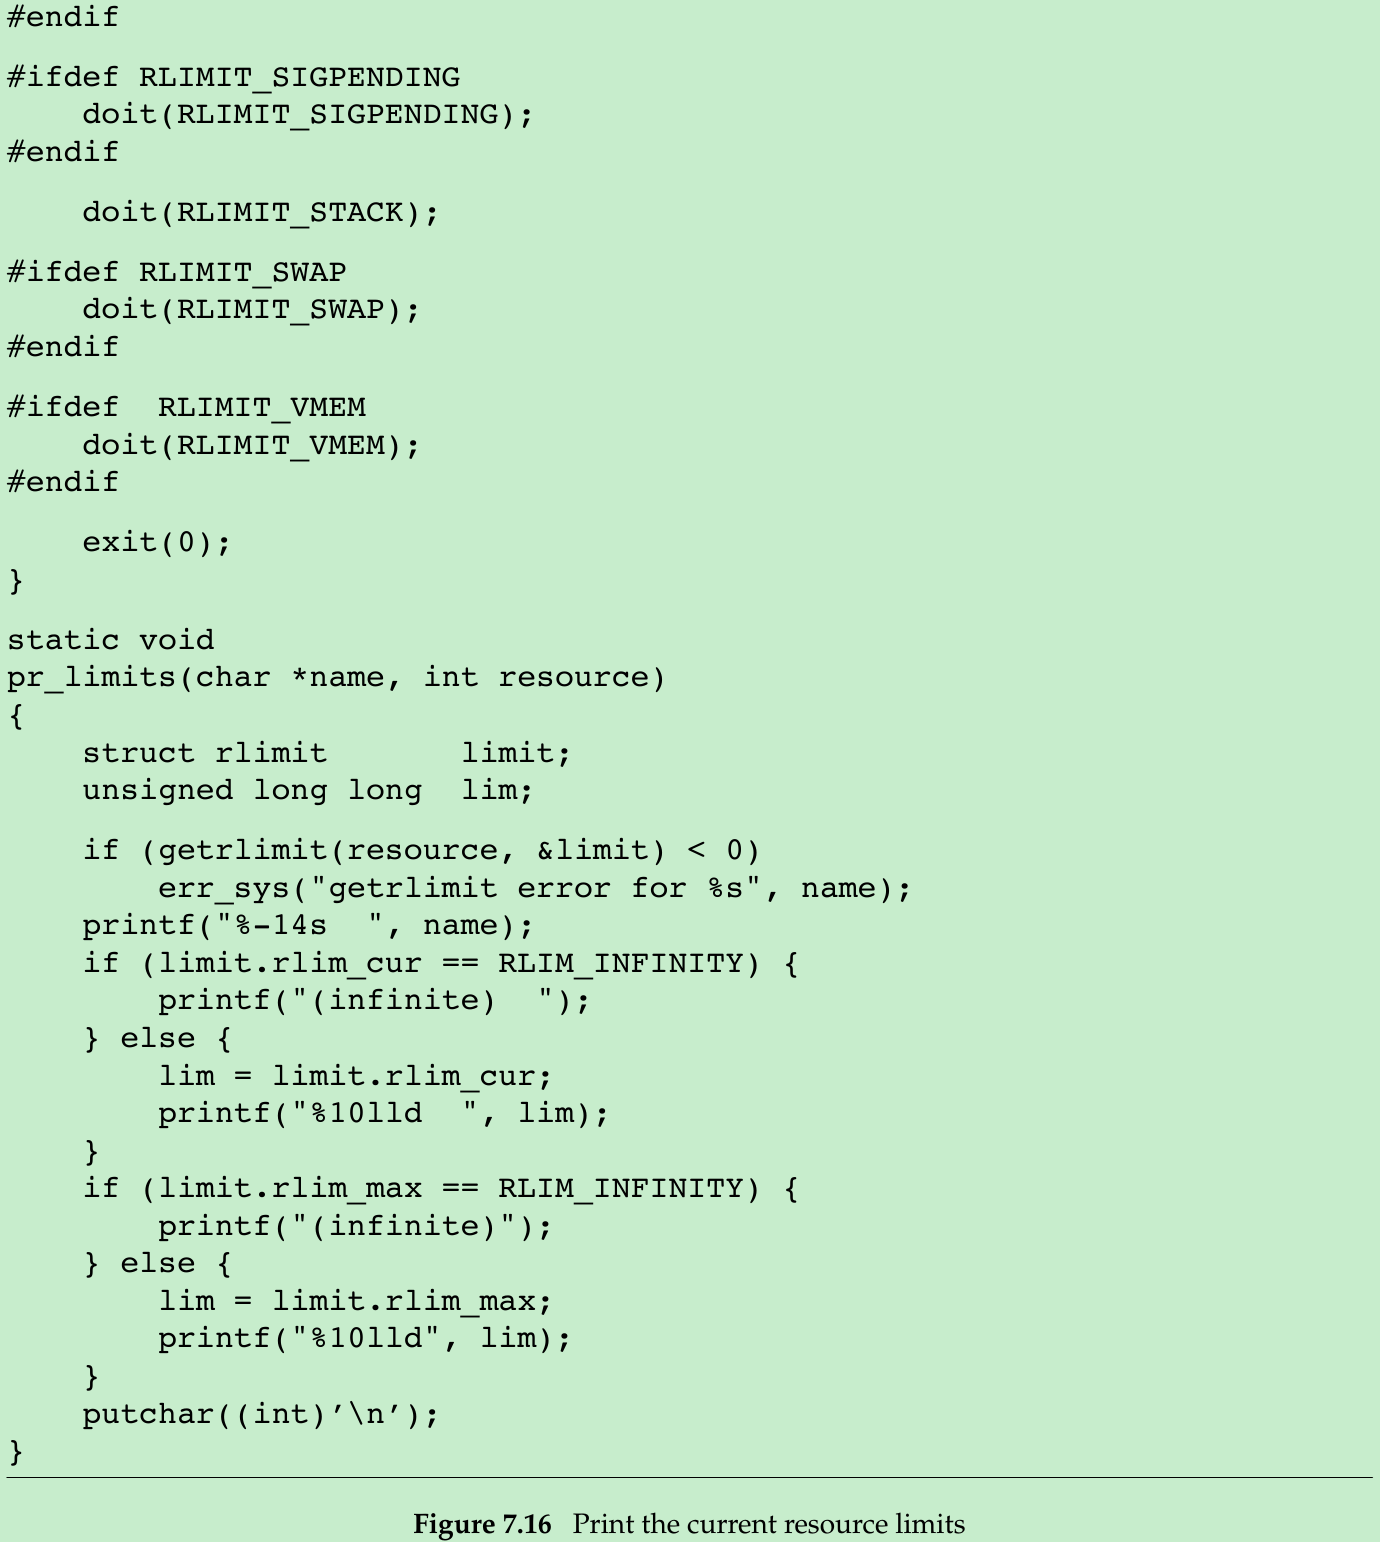 #endif
#ifdef RLIMIT_SIGPENDING
    doit(RLIMIT_SIGPENDING);
#endif
    doit(RLIMIT_STACK);
#ifdef RLIMIT_SWAP
    doit(RLIMIT_SWAP);
#endif
#ifdef  RLIMIT_VMEM
    doit(RLIMIT_VMEM);
#endif
    exit(0);
}
static void
pr_limits(char *name, int resource)
{
    struct rlimit       limit;
    unsigned long long  lim;
    if (getrlimit(resource, &limit) < 0)
        err_sys("getrlimit error for %s", name);
    printf("%-14s  ", name);
    if (limit.rlim_cur == RLIM_INFINITY) {
        printf("(infinite)  ");
    } else {
        lim = limit.rlim_cur;
        printf("%10lld  ", lim);
    }
    if (limit.rlim_max == RLIM_INFINITY) {
        printf("(infinite)");
    } else {
        lim = limit.rlim_max;
        printf("%10lld", lim);
    }
    putchar((int)’\n’);
}
Figure 7.16  Print the current resource limits